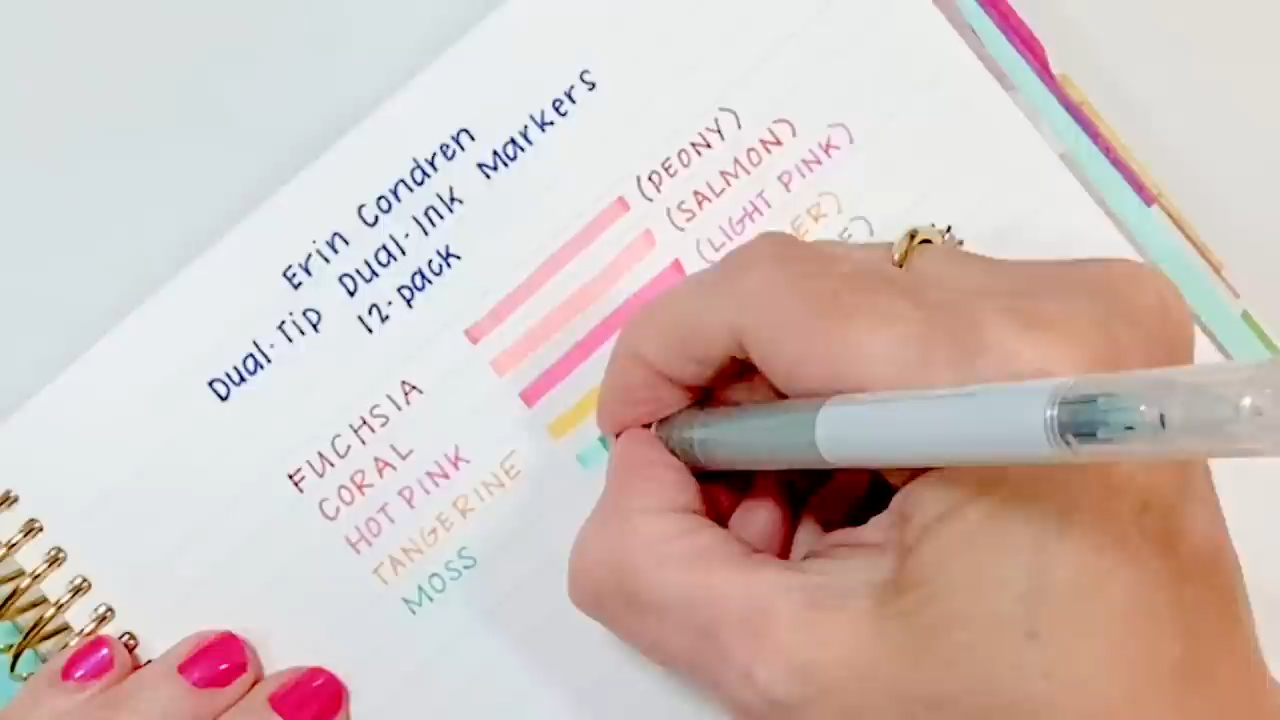 Erin Condren
Dual-Tip Dual-Ink Markers
12-pack
FUCHSIA (PEONY)
CORAL (SALMON)
HOT PINK (LIGHT PINK)
TANGERINE
MOSS